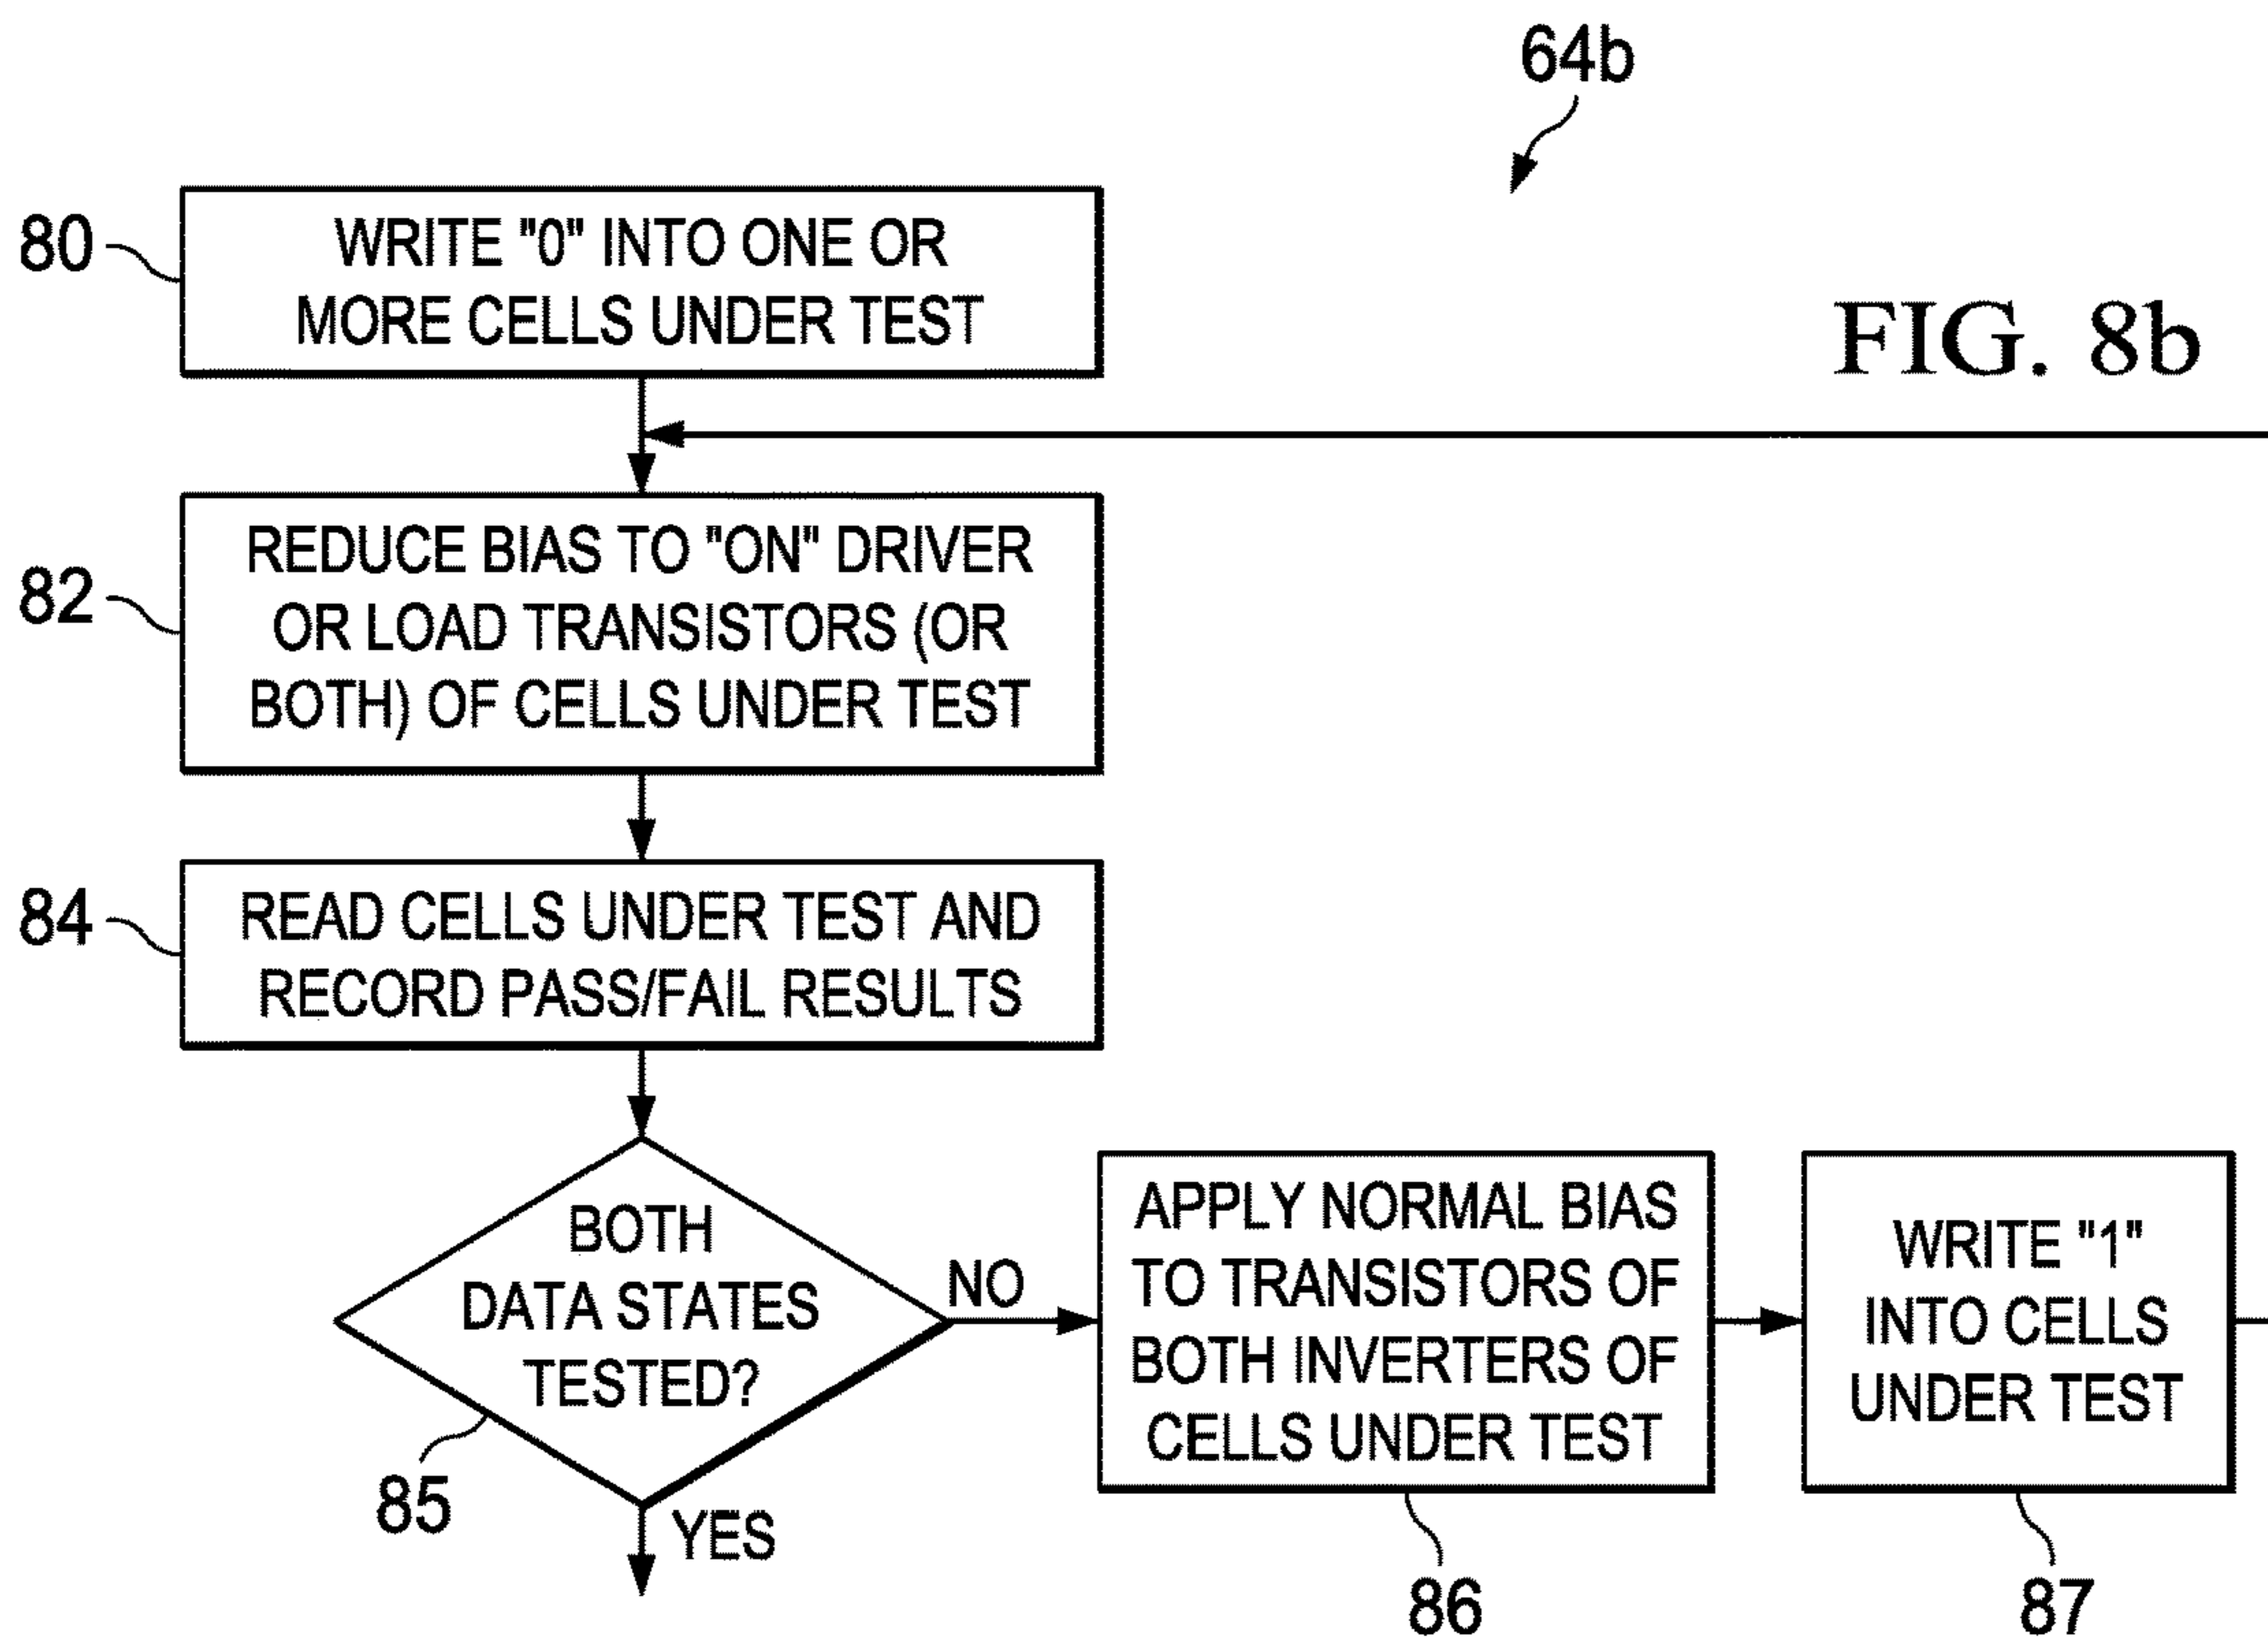 64b
80
WRITE "0" INTO ONE OR
MORE CELLS UNDER TEST
FIG. 8b
82
REDUCE BIAS TO "ON" DRIVER
OR LOAD TRANSISTORS (OR
BOTH) OF CELLS UNDER TEST
84
READ CELLS UNDER TEST AND
RECORD PASS/FAIL RESULTS
BOTH
DATA STATES
TESTED?
85
NO
YES
APPLY NORMAL BIAS
TO TRANSISTORS OF
BOTH INVERTERS OF
CELLS UNDER TEST
86
WRITE "1"
INTO CELLS
UNDER TEST
87